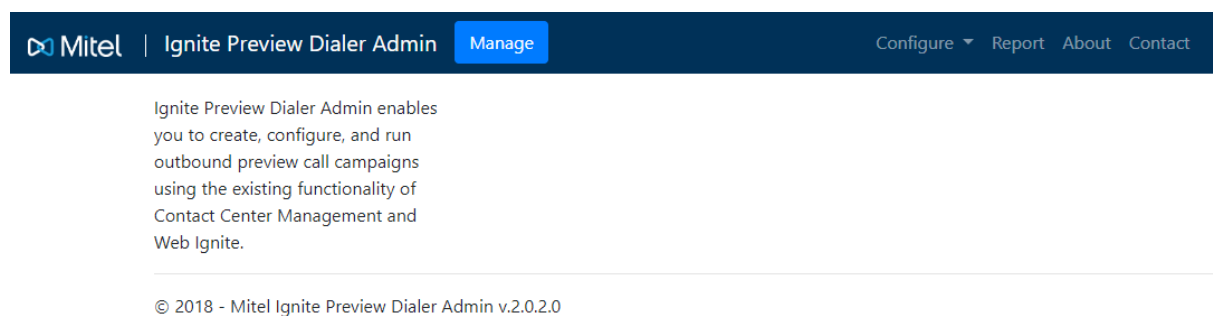 Mitel | Ignite Preview Dialer Admin Manage Configure Report About Contact
Ignite Preview Dialer Admin enables
you to create, configure, and run
outbound preview call campaigns
using the existing functionality of
Contact Center Management and
Web Ignite.
© 2018 - Mitel Ignite Preview Dialer Admin v.2.0.2.0